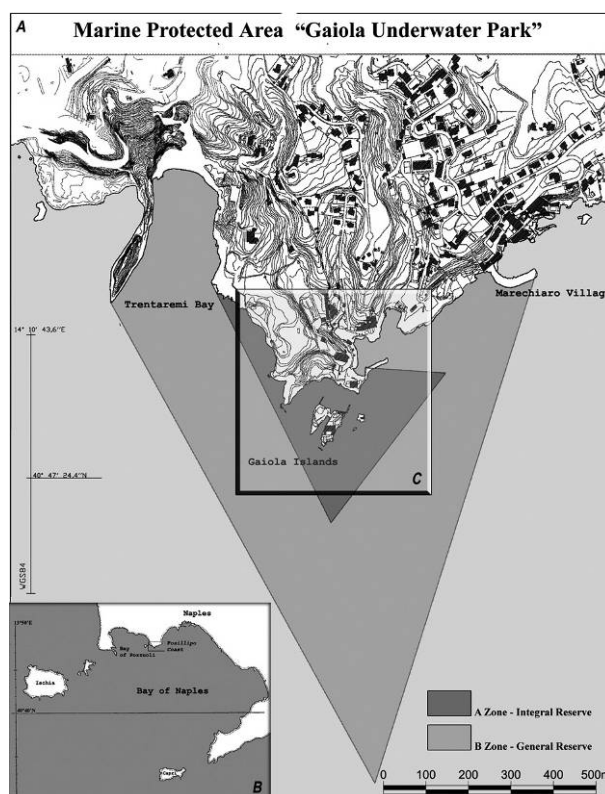 A
Marine Protected Area “Gaiola Underwater Park”
Trentaremi Bay
Marechiaro Villag
14° 10' 43,6"E
Gaiola Islands
C
40° 47' 24.4"N
WGS84
Naples
Posillipo
Coast
Bay
of Pozzuoli
Ischia
Bay of Naples
Capri
B
A Zone - Integral Reserve
B Zone - General Reserve
0 100 200 300 400 500m